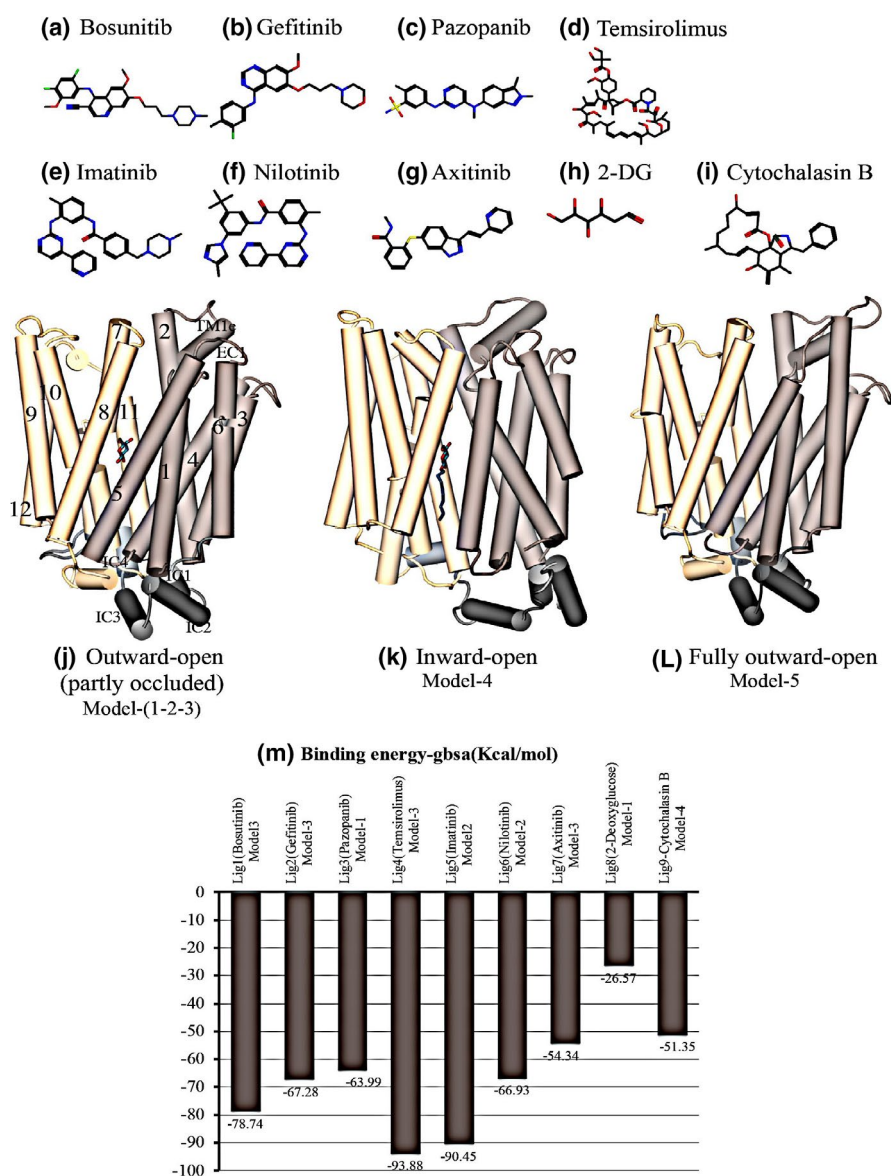 (a) Bosunitib
(b) Gefitinib
(c) Pazopanib
(d) Temsirolimus
(e) Imatinib
(f) Nilotinib
(g) Axitinib
(h) 2-DG
(i) Cytochalasin B
7
2
TM1e
EC1
10
9
8
11
6
3
4
5
1
12
IC4
IC1
IC3
IC2
(j) Outward-open
(partly occluded)
Model-(1-2-3)
(k) Inward-open
Model-4
(L) Fully outward-open
Model-5
(m) Binding energy-gbsa(Kcal/mol)
Lig1(Bosutinib)
Model3
Lig2(Gefitinib)
Model-3
Lig3(Pazopanib)
Model-1
Lig4(Temsirolimus)
Model-3
Lig5(Imatinib)
Model2
Lig6(Nilotinib)
Model-2
Lig7(Axitinib)
Model-3
Lig8(2-Deoxyglucose)
Model-1
Lig9-Cytochalasin B
Model-4
0
-10
-20
-30
-40
-50
-60
-70
-80
-90
-100
-78.74
-67.28
-63.99
-93.88
-90.45
-66.93
-54.34
-26.57
-51.35